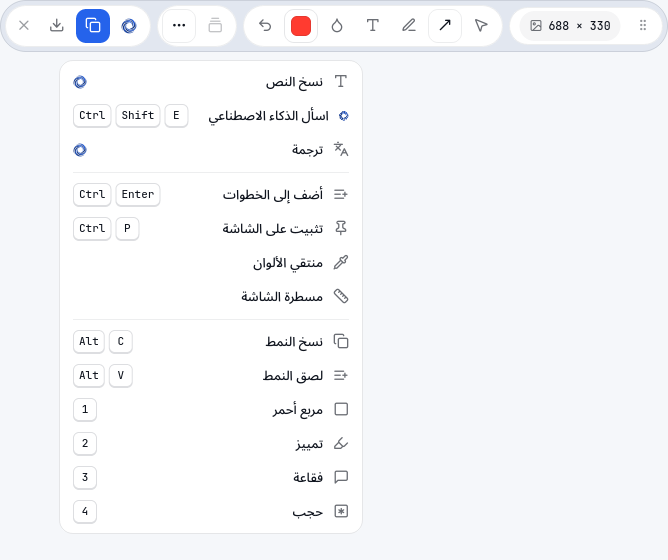 688 × 330
نسخ النص
اسأل الذكاء الاصطناعي Ctrl Shift E
ترجمة
أضف إلى الخطوات Ctrl Enter
تثبيت على الشاشة Ctrl P
منتقي الألوان
مسطرة الشاشة
نسخ النمط Alt C
لصق النمط Alt V
مربع أحمر 1
تمييز 2
فقاعة 3
حجب 4